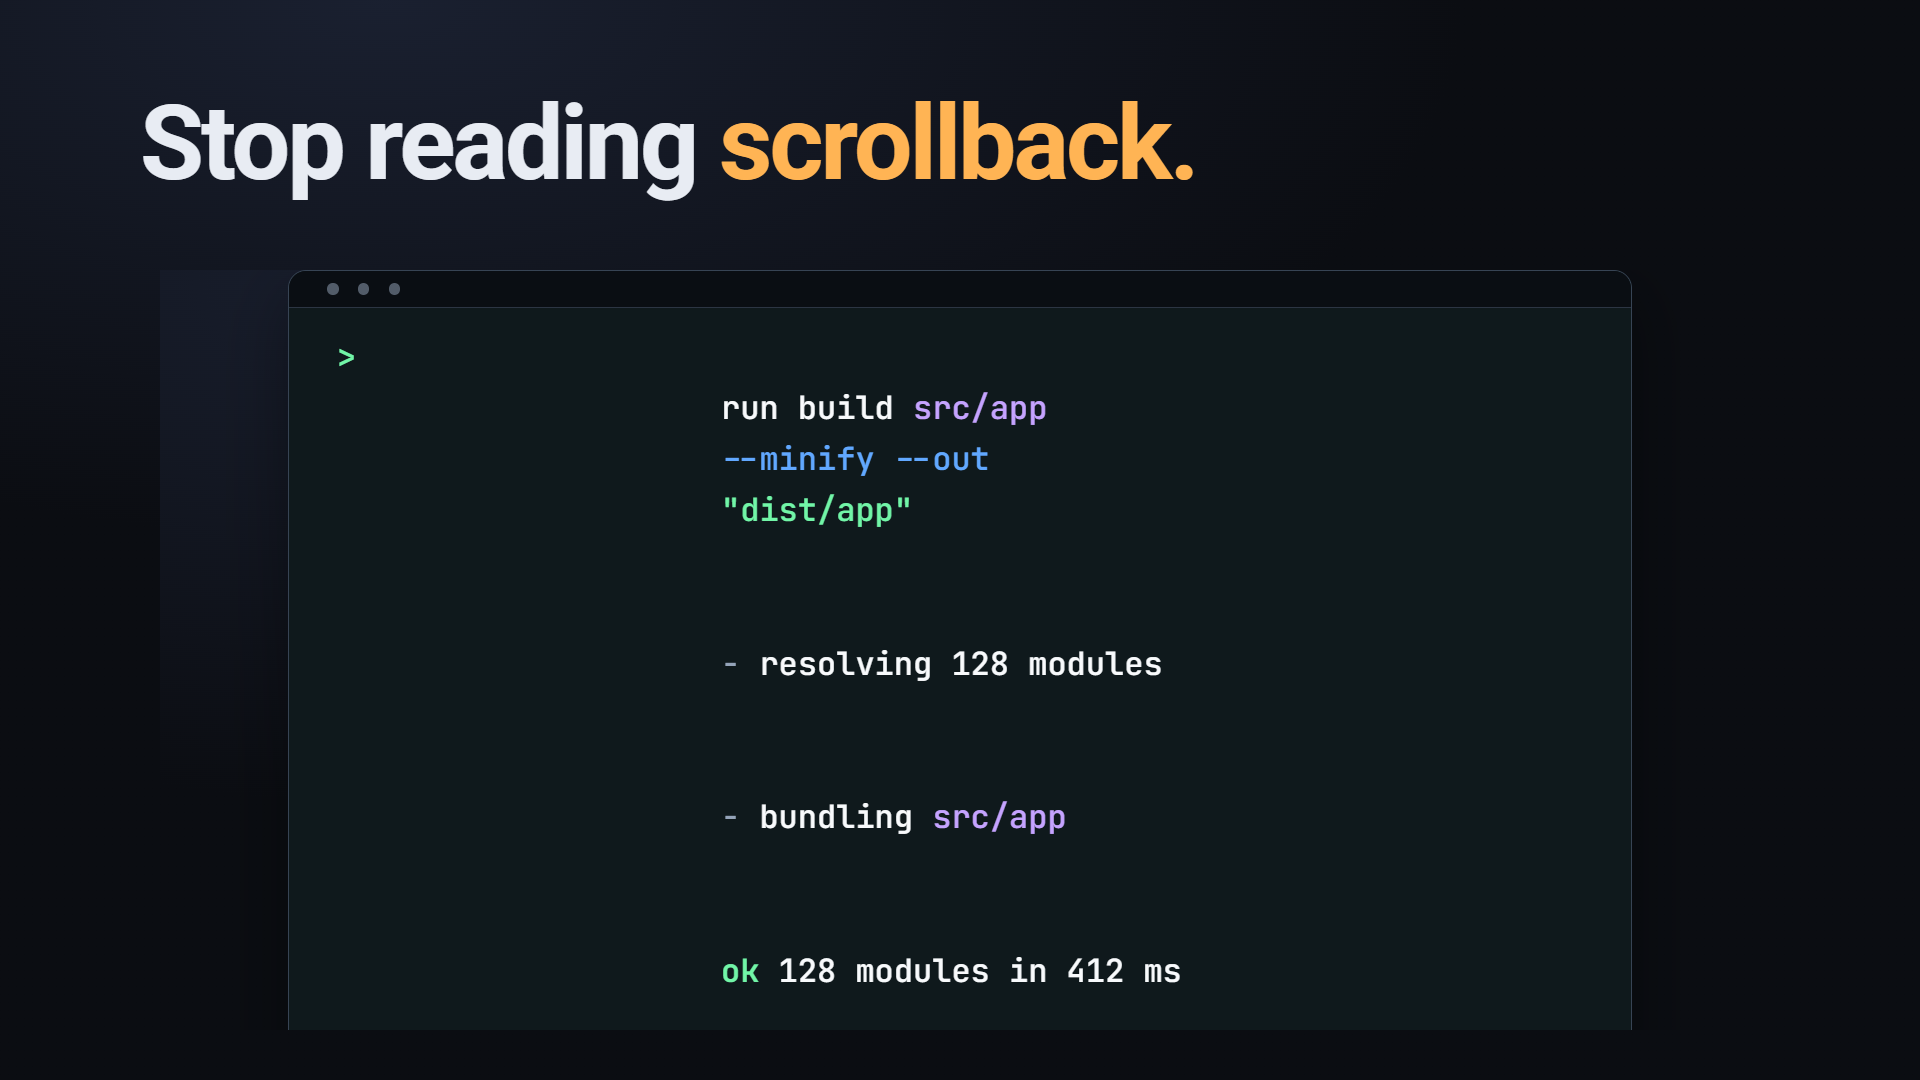 Stop reading scrollback.
>
run build src/app
--minify --out
"dist/app"
- resolving 128 modules
- bundling src/app
ok 128 modules in 412 ms